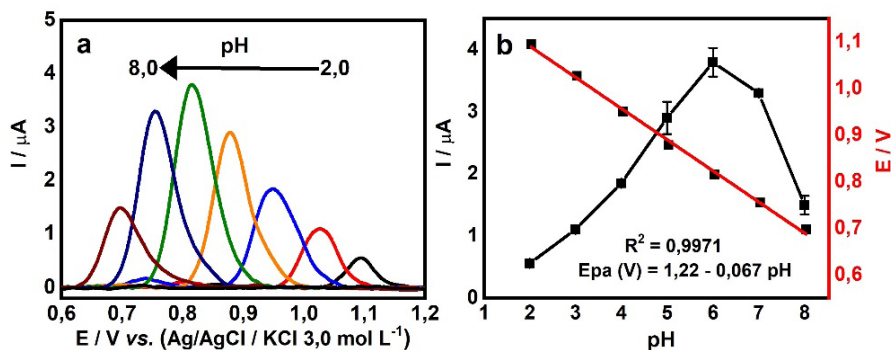 a
pH
8,0
2,0
I / µA
5
4
3
2
1
0
0,6 0,7 0,8 0,9 1,0 1,1 1,2
E / V vs. (Ag/AgCl / KCl 3,0 mol L⁻¹)
b
I / µA
4
3
2
1
0
R² = 0,9971
Epa (V) = 1,22 - 0,067 pH
1 2 3 4 5 6 7 8
pH
1,1
1,0
0,9
0,8
0,7
0,6
E / V